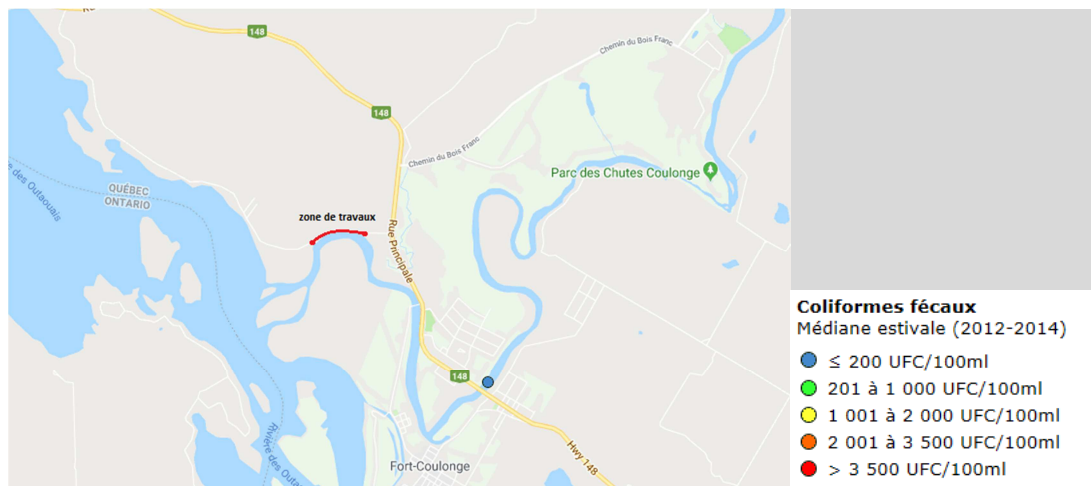 Ru
148
Chemin du Bois Franc
148
Chemin du Bois Franc
Parc des Chutes Coulonge
re des Outaouais
QUÉBEC
ONTARIO
zone de travaux
Rue Principale
148
Hwy 148
Rivière des Outaouais
Fort-Coulonge
Coliformes fécaux
Médiane estivale (2012-2014)
≤ 200 UFC/100ml
201 à 1 000 UFC/100ml
1 001 à 2 000 UFC/100ml
2 001 à 3 500 UFC/100ml
> 3 500 UFC/100ml